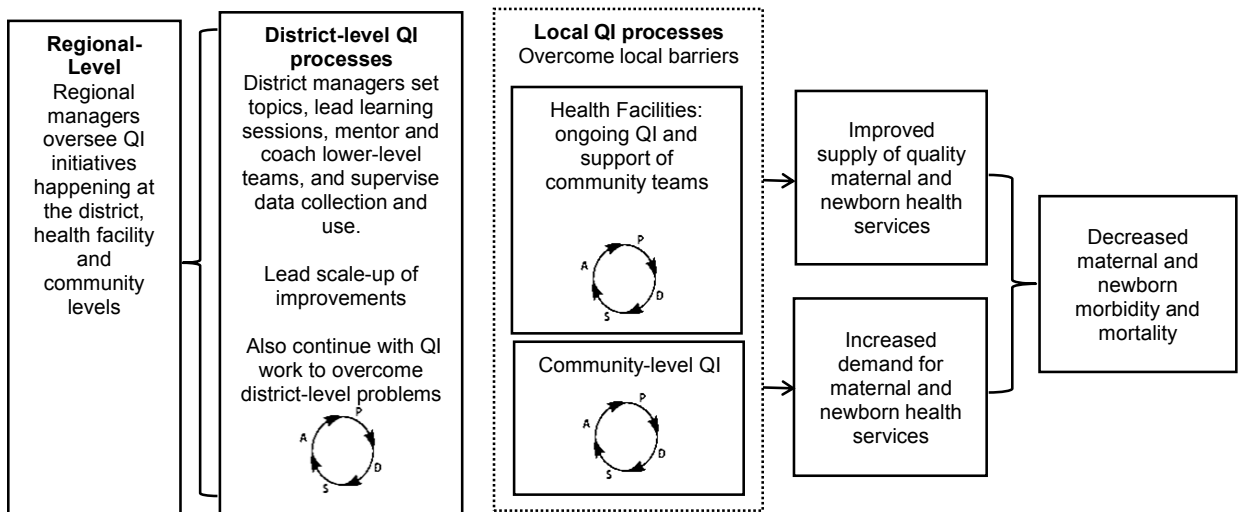 Regional-
Level
Regional
managers
oversee QI
initiatives
happening at
the district,
health facility
and
community
levels
District-level QI
processes
District managers set
topics, lead learning
sessions, mentor and
coach lower-level
teams, and supervise
data collection and
use.
Lead scale-up of
improvements
Also continue with QI
work to overcome
district-level problems
P
A
D
S
Local QI processes
Overcome local barriers
Health Facilities:
ongoing QI and
support of
community teams
P
A
D
S
Community-level QI
P
A
D
S
Improved
supply of quality
maternal and
newborn health
services
Increased
demand for
maternal and
newborn health
services
Decreased
maternal and
newborn
morbidity and
mortality